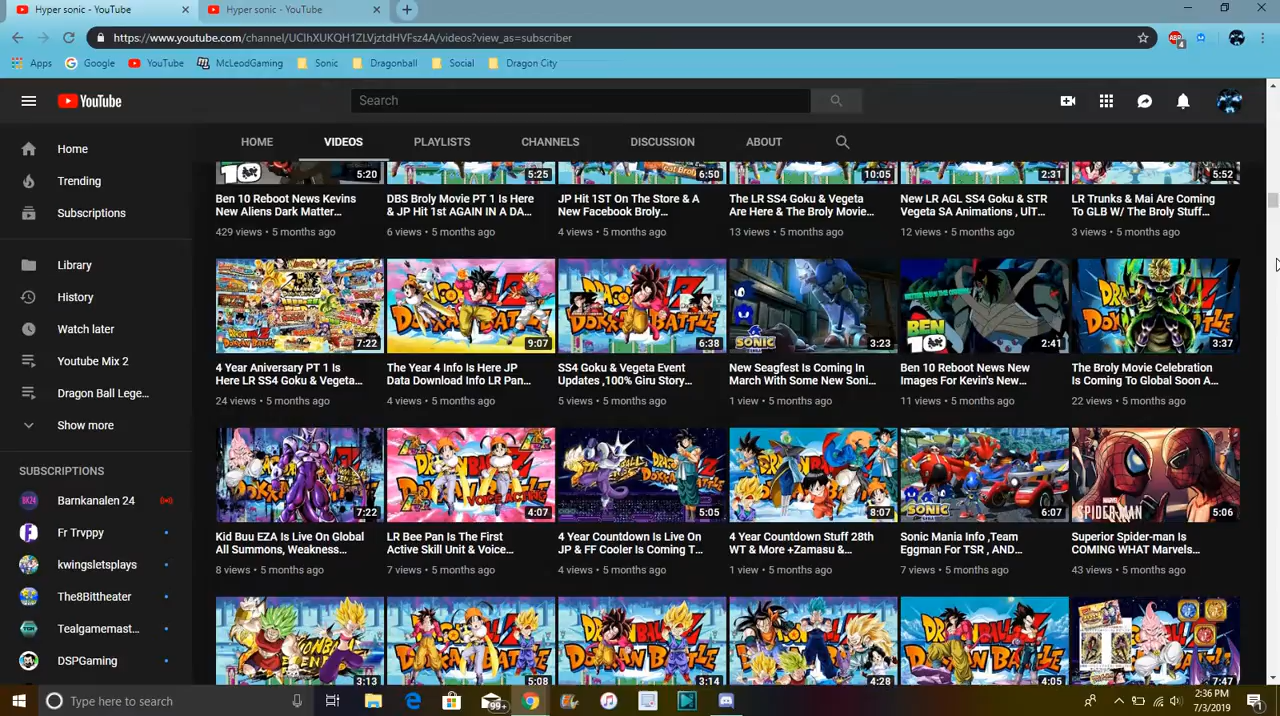 Hyper sonic - YouTube
Hyper sonic - YouTube
https://www.youtube.com/channel/UClhXUKQH1ZLVjztdHVFsz4A/videos?view_as=subscriber
Apps Google YouTube McLeodGaming Sonic Dragonball Social Dragon City
YouTube
Search
HOME VIDEOS PLAYLISTS CHANNELS DISCUSSION ABOUT
Home
Trending
Subscriptions
Library
History
Watch later
Youtube Mix 2
Dragon Ball Lege...
Show more
SUBSCRIPTIONS
Barnkanalen 24
Fr Trvppy
kwingsletsplays
The8Bittheater
Tealgamemast...
DSPGaming
5:20 5:25 6:50 10:05 2:31 5:52
Ben 10 Reboot News Kevins
New Aliens Dark Matter...
429 views • 5 months ago
DBS Broly Movie PT 1 Is Here
& JP Hit 1st AGAIN IN A DA...
6 views • 5 months ago
JP Hit 1ST On The Store & A
New Facebook Broly...
4 views • 5 months ago
The LR SS4 Goku & Vegeta
Are Here & The Broly Movie...
13 views • 5 months ago
New LR AGL SS4 Goku & STR
Vegeta SA Animations , UlT...
12 views • 5 months ago
LR Trunks & Mai Are Coming
To GLB W/ The Broly Stuff...
3 views • 5 months ago
7:22 9:07 6:38 3:23 2:41 3:37
4 Year Aniversary PT 1 Is
Here LR SS4 Goku & Vegeta...
24 views • 5 months ago
The Year 4 Info Is Here JP
Data Download Info LR Pan...
4 views • 5 months ago
SS4 Goku & Vegeta Event
Updates ,100% Giru Story...
5 views • 5 months ago
SONIC
New Seagfest Is Coming In
March With Some New Soni...
1 view • 5 months ago
BEN 10
Ben 10 Reboot News New
Images For Kevin's New...
11 views • 5 months ago
The Broly Movie Celebration
Is Coming To Global Soon A...
22 views • 5 months ago
7:22 4:07 5:05 8:07 6:07 5:06
Kid Buu EZA Is Live On Global
All Summons, Weakness...
8 views • 5 months ago
LR Bee Pan Is The First
Active Skill Unit & Voice...
7 views • 5 months ago
4 Year Countdown Is Live On
JP & FF Cooler Is Coming T...
4 views • 5 months ago
4 Year Countdown Stuff 28th
WT & More +Zamasu &...
1 view • 5 months ago
SONIC
Sonic Mania Info ,Team
Eggman For TSR , AND...
7 views • 5 months ago
SPIDER-MAN
Superior Spider-man Is
COMING WHAT Marvels...
43 views • 5 months ago
3:13 5:08 3:14 4:28 4:05 7:47
Type here to search
99+
2:36 PM
7/3/2019